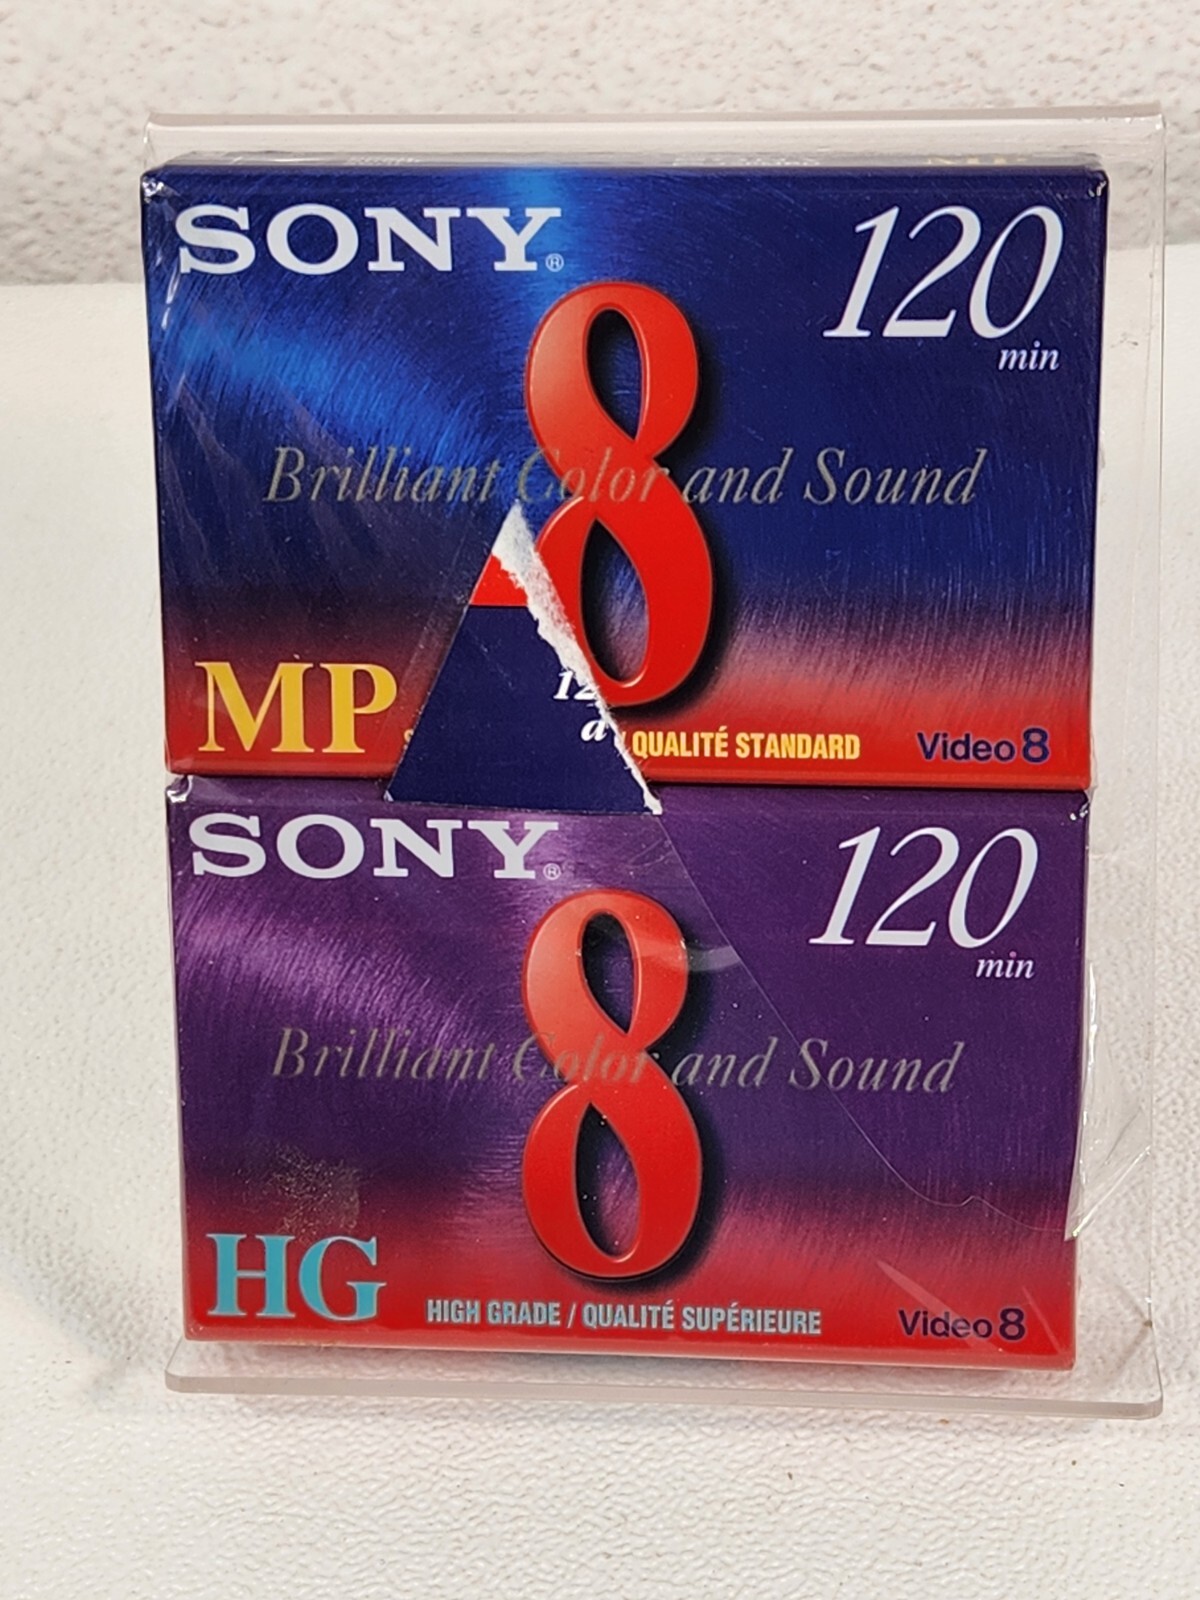 SONY®
120
min
8
Brilliant Color and Sound
MP
QUALITÉ STANDARD
Video 8
SONY®
120
min
8
Brilliant Color and Sound
HG
HIGH GRADE / QUALITÉ SUPÉRIEURE
Video 8